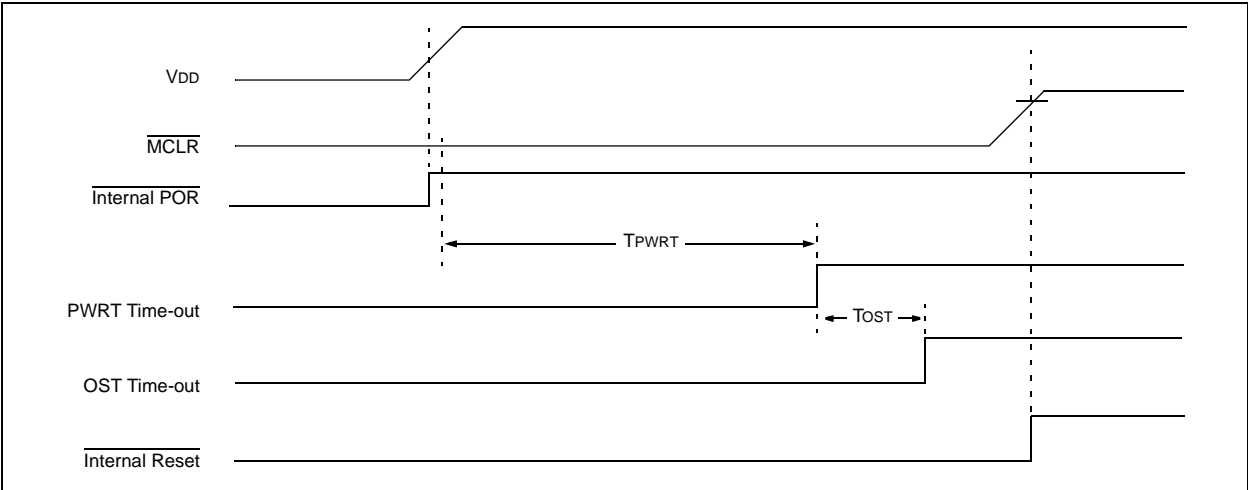 VDD
MCLR
Internal POR
TPWRT
PWRT Time-out
TOST
OST Time-out
Internal Reset